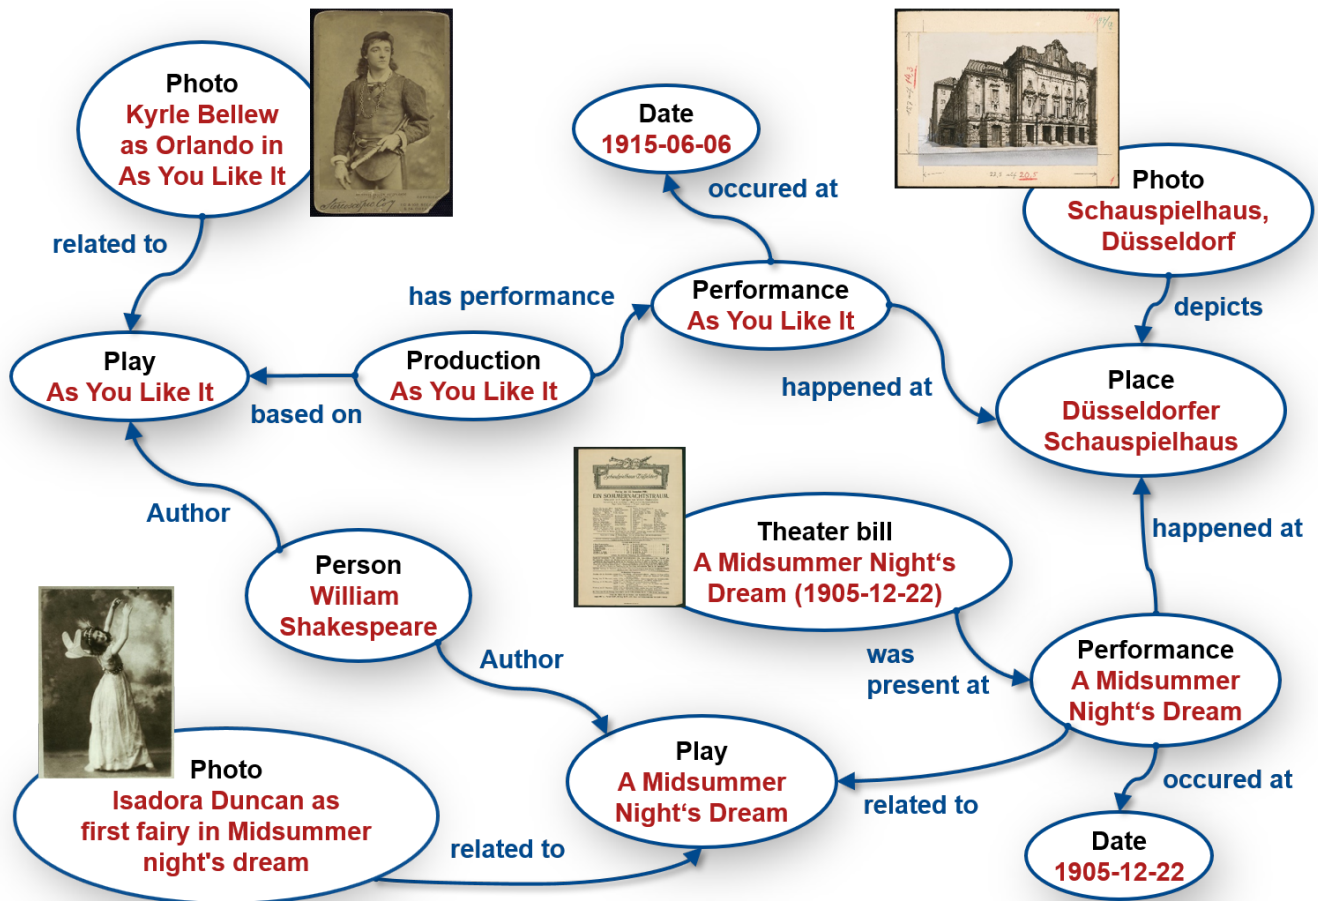 Photo
Kyrle Bellew
as Orlando in
As You Like It
related to
Date
1915-06-06
occured at
Photo
Schauspielhaus,
Düsseldorf
depicts
has performance
Performance
As You Like It
happened at
Play
As You Like It
based on
Production
As You Like It
Place
Düsseldorfer
Schauspielhaus
happened at
Author
Person
William
Shakespeare
Author
EIN SOMMERNACHTSTRAUM.
Theater bill
A Midsummer Night‘s
Dream (1905-12-22)
was
present at
Performance
A Midsummer
Night‘s Dream
occured at
Date
1905-12-22
related to
Play
A Midsummer
Night‘s Dream
Photo
Isadora Duncan as
first fairy in Midsummer
night's dream
related to